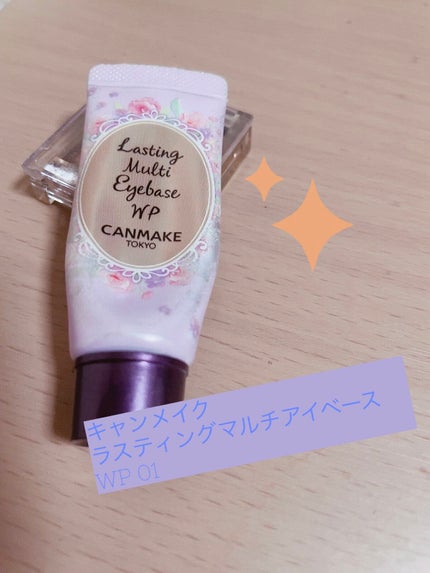 Lasting
Multi
Eyebase
WP
CANMAKE
TOKYO
キャンメイク
ラスティングマルチアイベース
WP 01